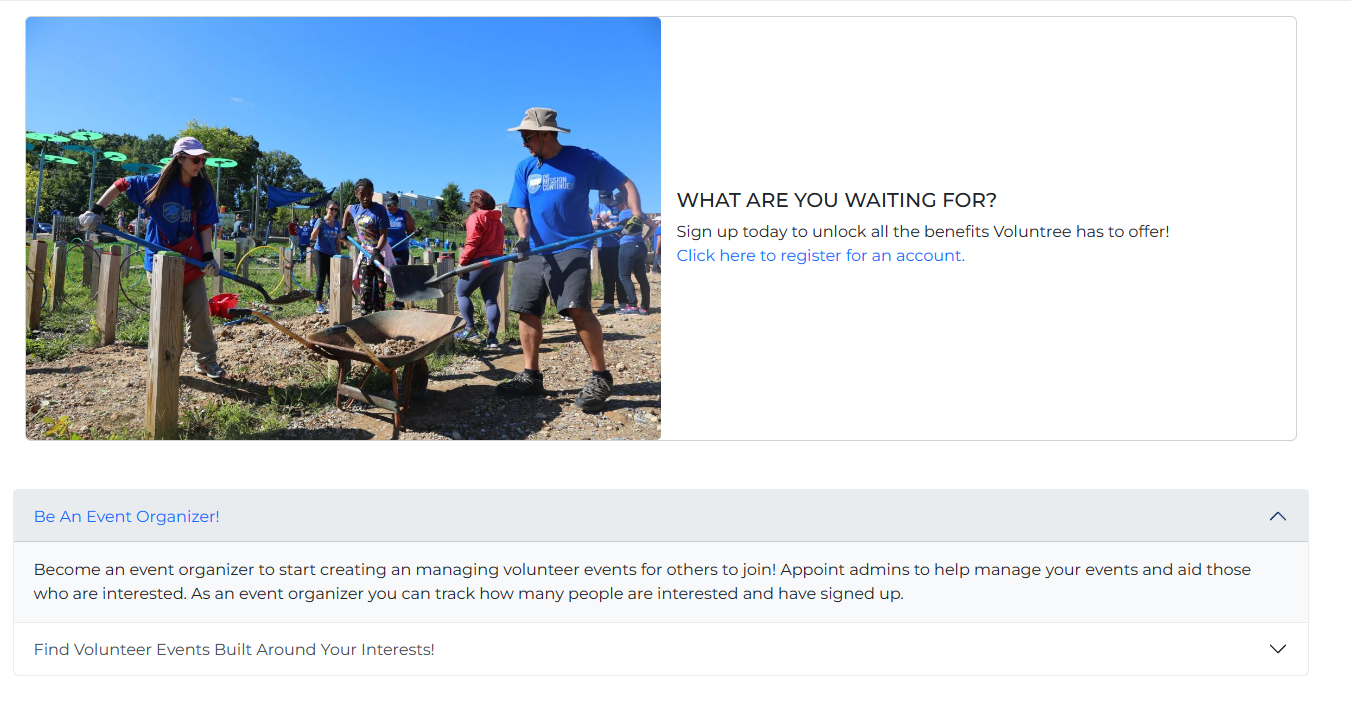 THE
MISSION
CONTINUES
WHAT ARE YOU WAITING FOR?
Sign up today to unlock all the benefits Voluntree has to offer!
Click here to register for an account.
Be An Event Organizer!
Become an event organizer to start creating an managing volunteer events for others to join! Appoint admins to help manage your events and aid those
who are interested. As an event organizer you can track how many people are interested and have signed up.
Find Volunteer Events Built Around Your Interests!